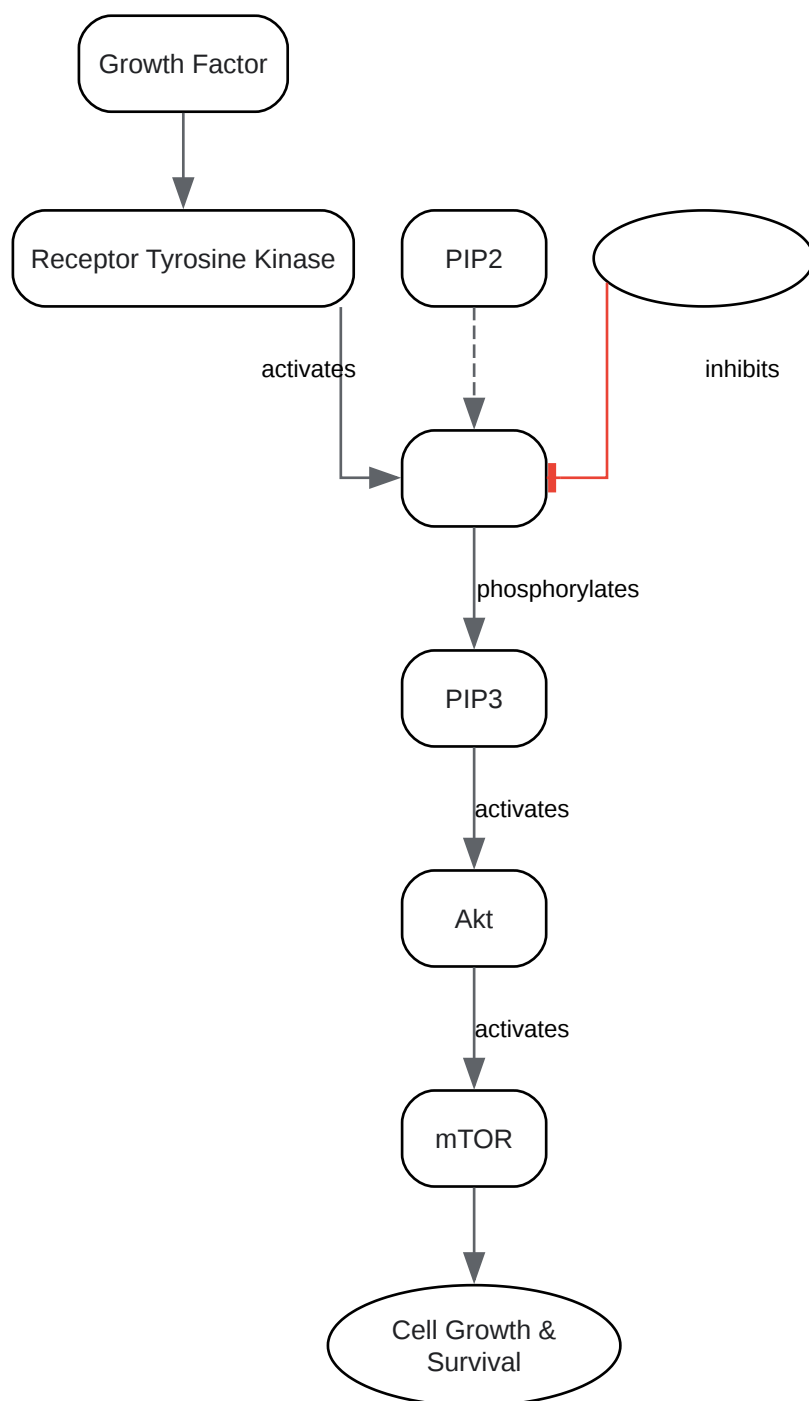 Growth Factor
Receptor Tyrosine Kinase
PIP2
activates
inhibits
phosphorylates
PIP3
activates
Akt
activates
mTOR
Cell Growth &
Survival